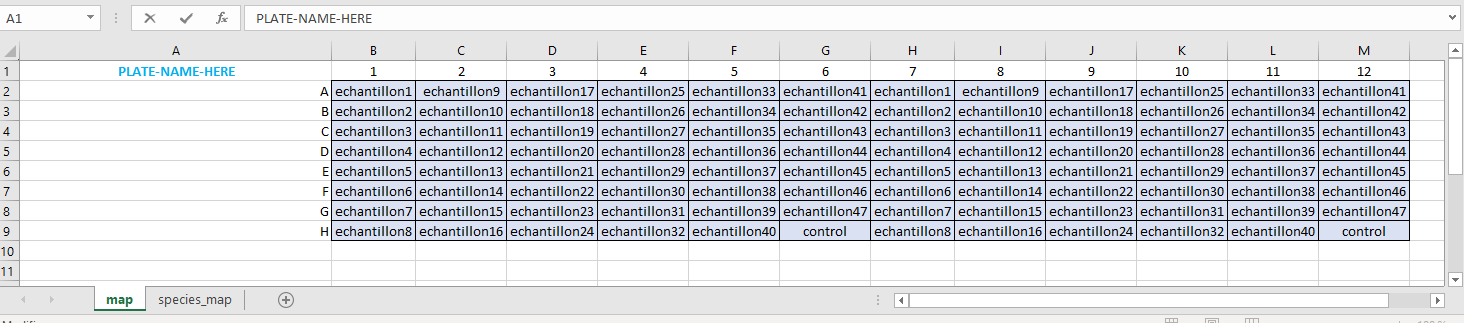 A1 PLATE-NAME-HERE
A B C D E F G H I J K L M
1 PLATE-NAME-HERE 1 2 3 4 5 6 7 8 9 10 11 12
2 A echantillon1 echantillon9 echantillon17 echantillon25 echantillon33 echantillon41 echantillon1 echantillon9 echantillon17 echantillon25 echantillon33 echantillon41
3 B echantillon2 echantillon10 echantillon18 echantillon26 echantillon34 echantillon42 echantillon2 echantillon10 echantillon18 echantillon26 echantillon34 echantillon42
4 C echantillon3 echantillon11 echantillon19 echantillon27 echantillon35 echantillon43 echantillon3 echantillon11 echantillon19 echantillon27 echantillon35 echantillon43
5 D echantillon4 echantillon12 echantillon20 echantillon28 echantillon36 echantillon44 echantillon4 echantillon12 echantillon20 echantillon28 echantillon36 echantillon44
6 E echantillon5 echantillon13 echantillon21 echantillon29 echantillon37 echantillon45 echantillon5 echantillon13 echantillon21 echantillon29 echantillon37 echantillon45
7 F echantillon6 echantillon14 echantillon22 echantillon30 echantillon38 echantillon46 echantillon6 echantillon14 echantillon22 echantillon30 echantillon38 echantillon46
8 G echantillon7 echantillon15 echantillon23 echantillon31 echantillon39 echantillon47 echantillon7 echantillon15 echantillon23 echantillon31 echantillon39 echantillon47
9 H echantillon8 echantillon16 echantillon24 echantillon32 echantillon40 control echantillon8 echantillon16 echantillon24 echantillon32 echantillon40 control
10
11
map species_map